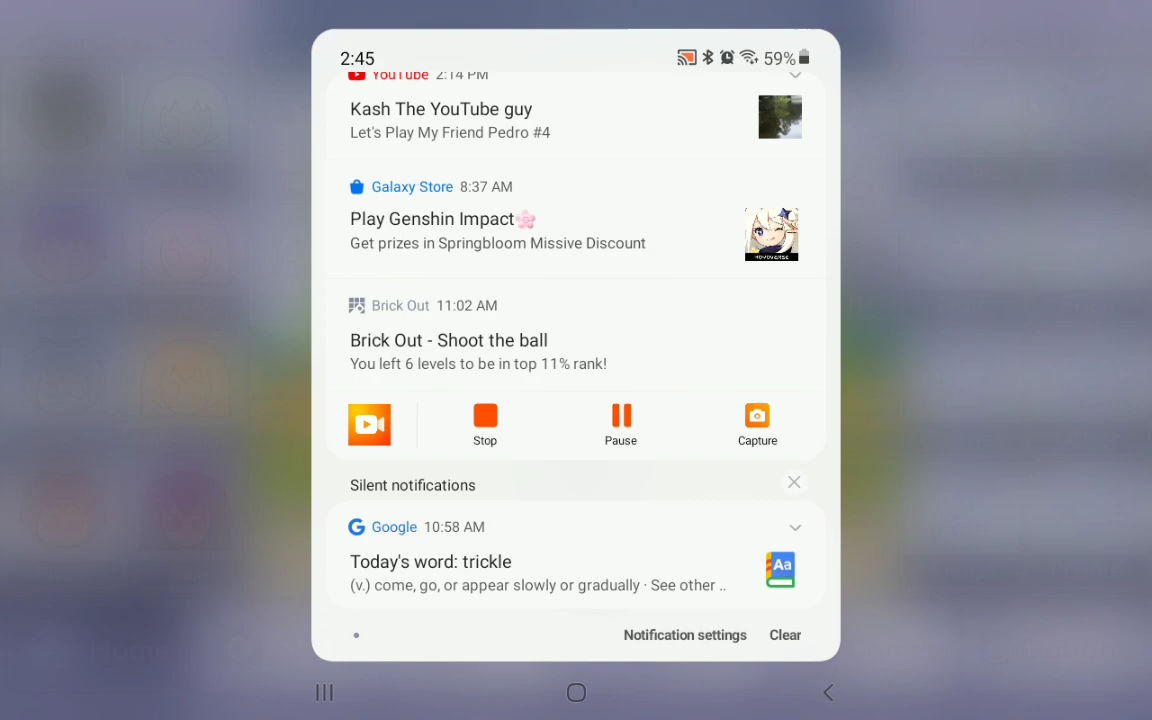 2:45
59%
YouTube 2:14 PM
Kash The YouTube guy
Let's Play My Friend Pedro #4
Galaxy Store 8:37 AM
Play Genshin Impact🌸
Get prizes in Springbloom Missive Discount
HOYOVERSE
Brick Out 11:02 AM
Brick Out - Shoot the ball
You left 6 levels to be in top 11% rank!
Stop
Pause
Capture
Silent notifications
Google 10:58 AM
Today's word: trickle
Aa
(v.) come, go, or appear slowly or gradually · See other ..
Notification settings
Clear